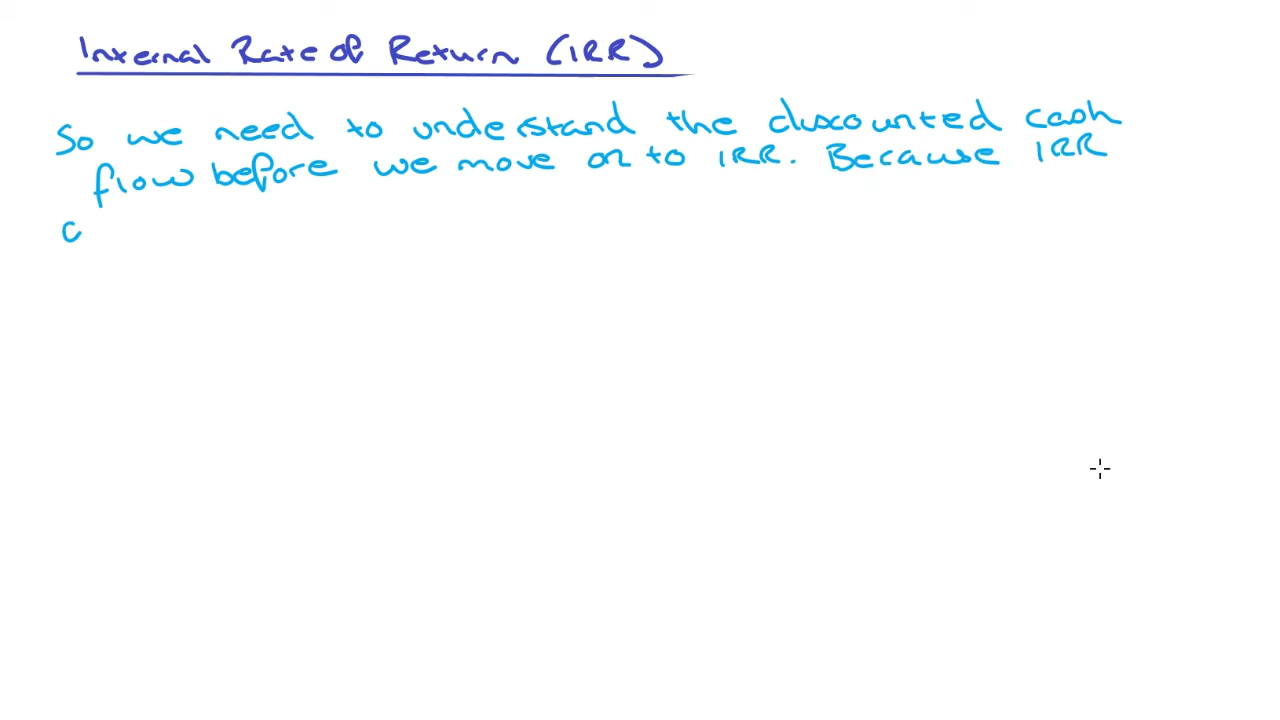 Internal Rate of Return (IRR)
So we need to understand the discounted cash
flow before we move on to IRR. Because IRR
c